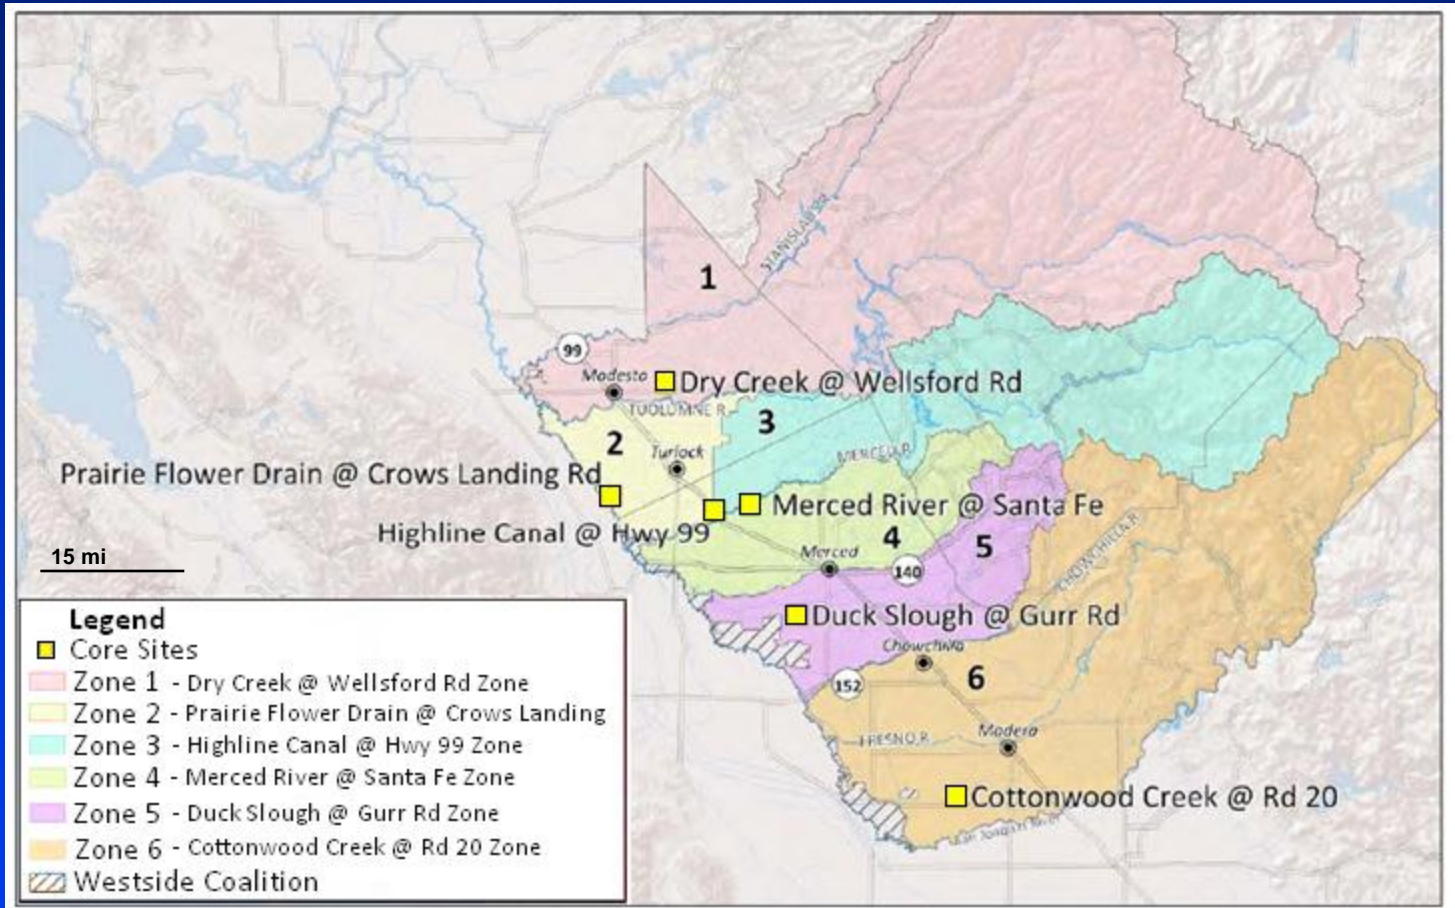 STANISLAUS R
1
99
Modesto
Dry Creek @ Wellsford Rd
TUOLUMNE R
3
2
Turlock
MERCED R
Prairie Flower Drain @ Crows Landing Rd
Merced River @ Santa Fe
Highline Canal @ Hwy 99
4
5
15 mi
Merced
140
CHOWCHILLA R
Duck Slough @ Gurr Rd
Chowchilla
6
152
Madera
FRESNO R
Cottonwood Creek @ Rd 20
San Joaquin River
Legend
Core Sites
Zone 1 - Dry Creek @ Wellsford Rd Zone
Zone 2 - Prairie Flower Drain @ Crows Landing
Zone 3 - Highline Canal @ Hwy 99 Zone
Zone 4 - Merced River @ Santa Fe Zone
Zone 5 - Duck Slough @ Gurr Rd Zone
Zone 6 - Cottonwood Creek @ Rd 20 Zone
Westside Coalition